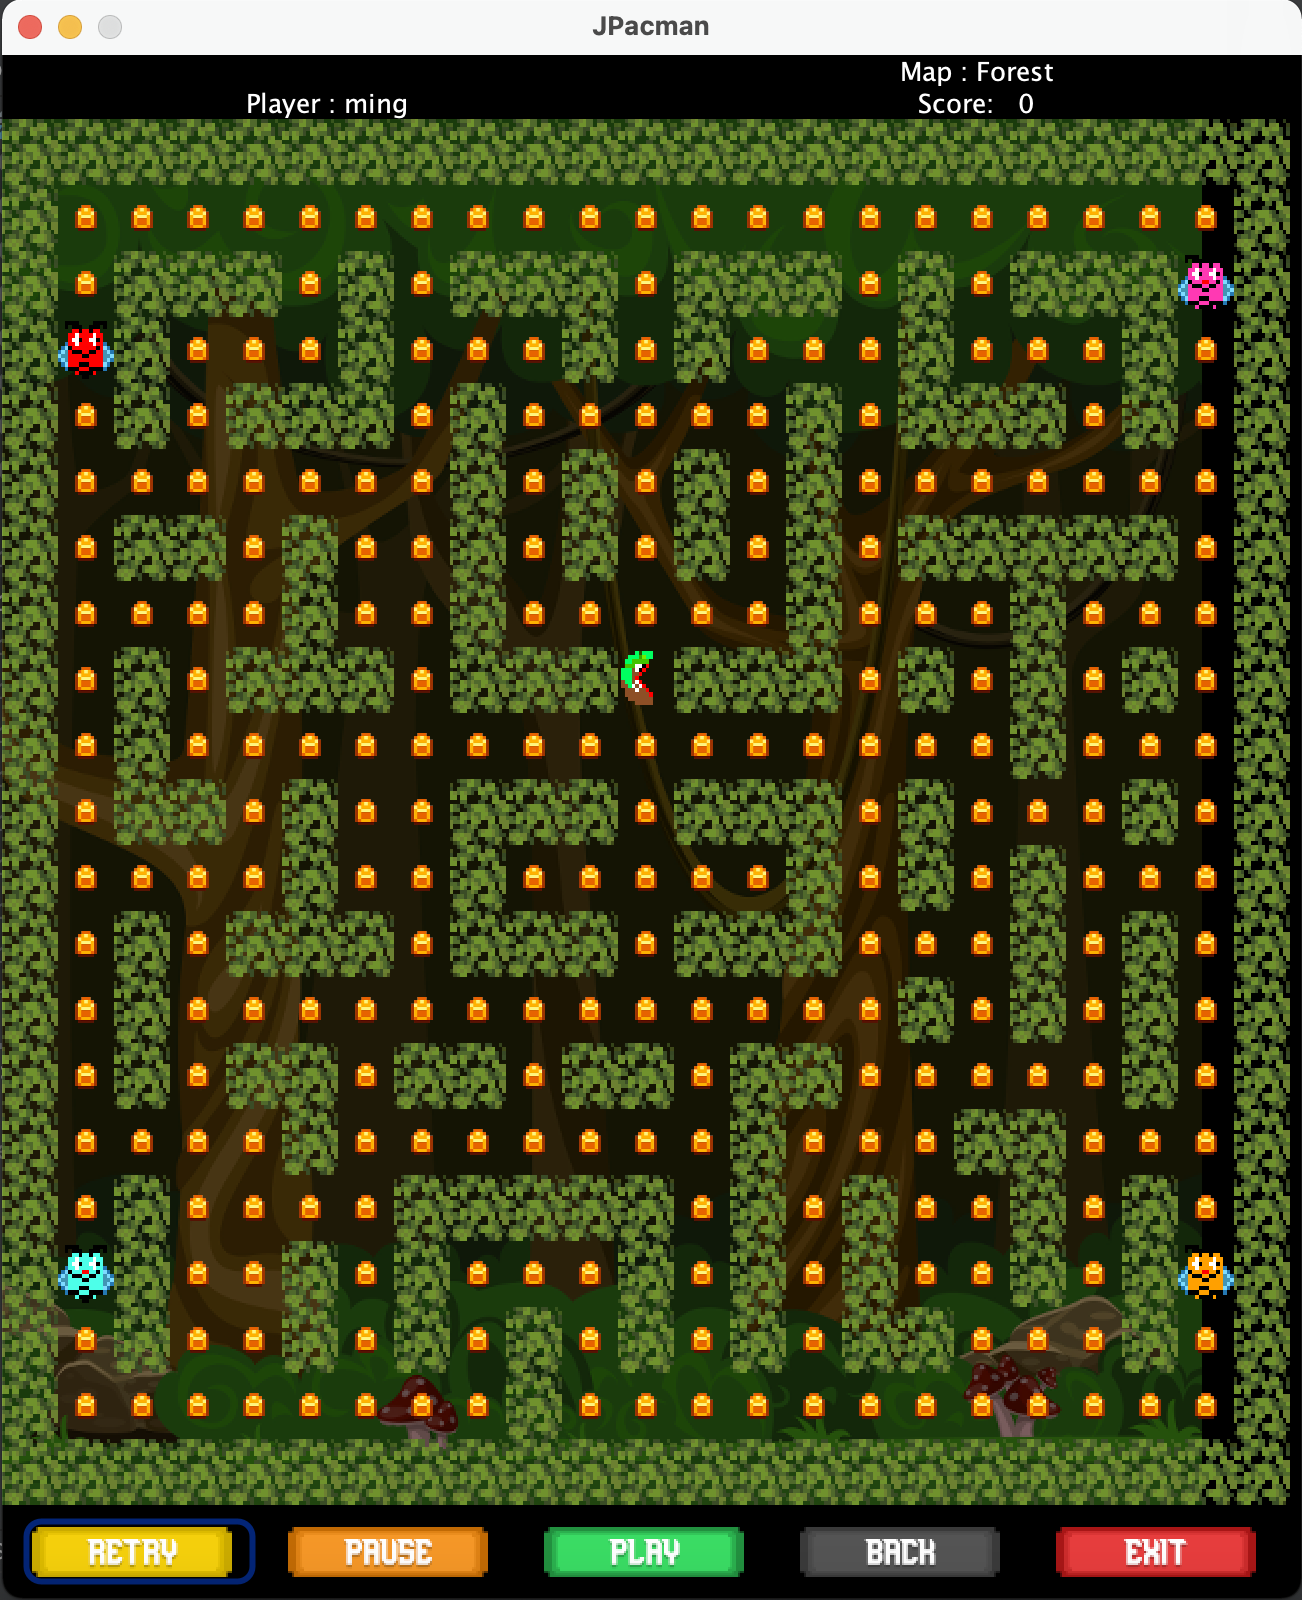 JPacman
Map : Forest
Player : ming
Score: 0
RETRY
PAUSE
PLAY
BACK
EXIT